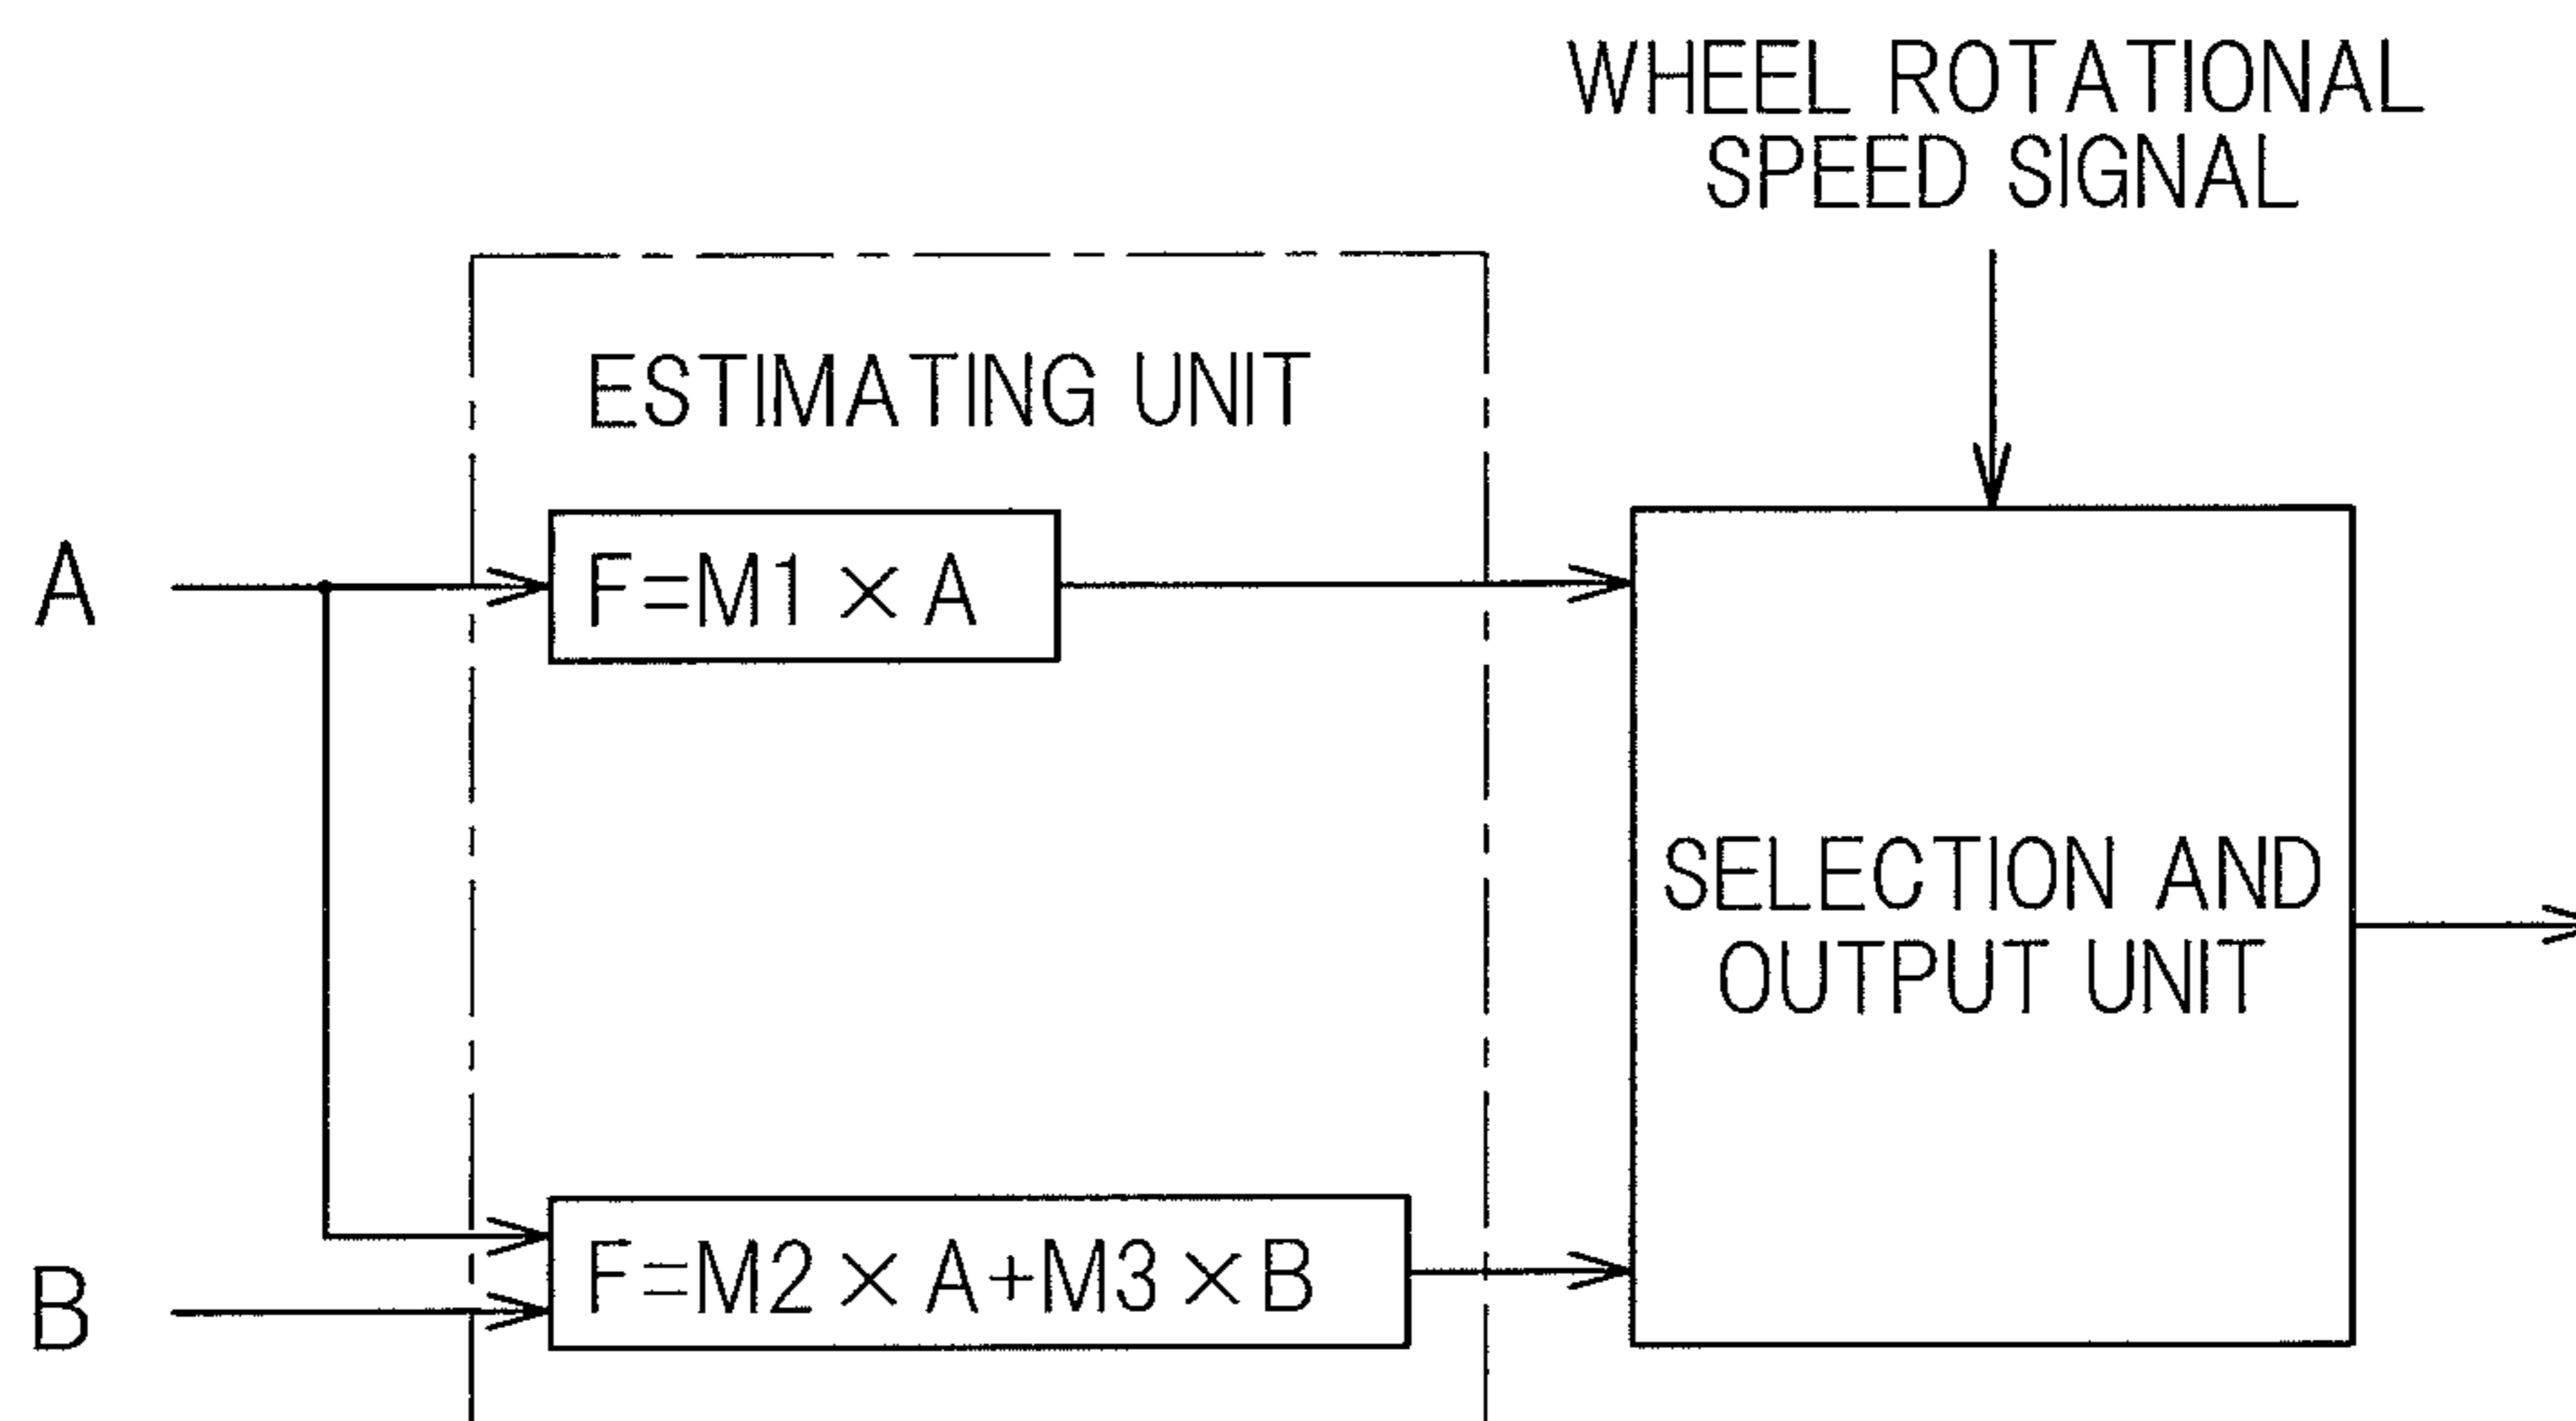 WHEEL ROTATIONAL
SPEED SIGNAL
ESTIMATING UNIT
A
F=M1×A
SELECTION AND
OUTPUT UNIT
B
F=M2×A+M3×B